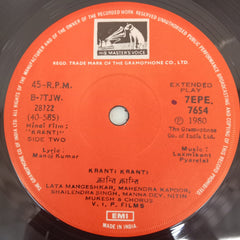 "HIS MASTER'S VOICE"
REGD. TRADE MARK OF THE GRAMOPHONE CO., LTD.
45-R.P.M.
B-7TJW.
28122
(40-585)
Hindi Film:
"KRANTI"
SIDE TWO
EXTENDED
PLAY
7EPE.
7654
℗ 1980
The Gramophone
Co. of India Ltd.
Lyric:
Manoj Kumar
Music:
Laxmikant
Pyarelal
KRANTI KRANTI
क्रान्ति क्रान्ति
LATA MANGESHKAR, MAHENDRA KAPOOR,
SHAILENDRA SINGH, MANNA DEY, NITIN
MUKESH & CHORUS
V. I. P. FILMS
EMI
MADE IN INDIA.